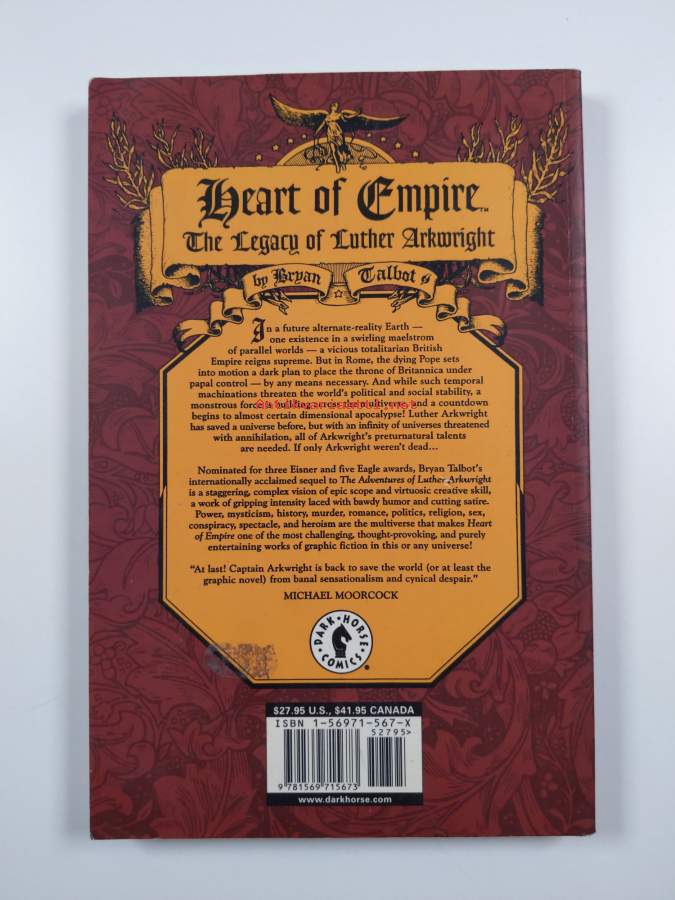 Heart of Empire™
The Legacy of Luther Arkwright
by Bryan Talbot
In a future alternate-reality Earth —
one existence in a swirling maelstrom
of parallel worlds — a vicious totalitarian British
Empire reigns supreme. But in Rome, the dying Pope sets
into motion a dark plan to place the throne of Britannica under
papal control — by any means necessary. And while such temporal
machinations threaten the world's political and social stability, a
monstrous force is building across the multiverse, and a countdown
Antikvariaatti.net
begins to almost certain dimensional apocalypse! Luther Arkwright
has saved a universe before, but with an infinity of universes threatened
with annihilation, all of Arkwright's preturnatural talents
are needed. If only Arkwright weren't dead...
Nominated for three Eisner and five Eagle awards, Bryan Talbot's
internationally acclaimed sequel to The Adventures of Luther Arkwright
is a staggering, complex vision of epic scope and virtuosic creative skill,
a work of gripping intensity laced with bawdy humor and cutting satire.
Power, mysticism, history, murder, romance, politics, religion, sex,
conspiracy, spectacle, and heroism are the multiverse that makes Heart
of Empire one of the most challenging, thought-provoking, and purely
entertaining works of graphic fiction in this or any universe!
"At last! Captain Arkwright is back to save the world (or at least the
graphic novel) from banal sensationalism and cynical despair."
MICHAEL MOORCOCK
DARK HORSE
COMICS
®
$27.95 U.S., $41.95 CANADA
ISBN 1-56971-567-X
52795>
9 781569 715673
www.darkhorse.com